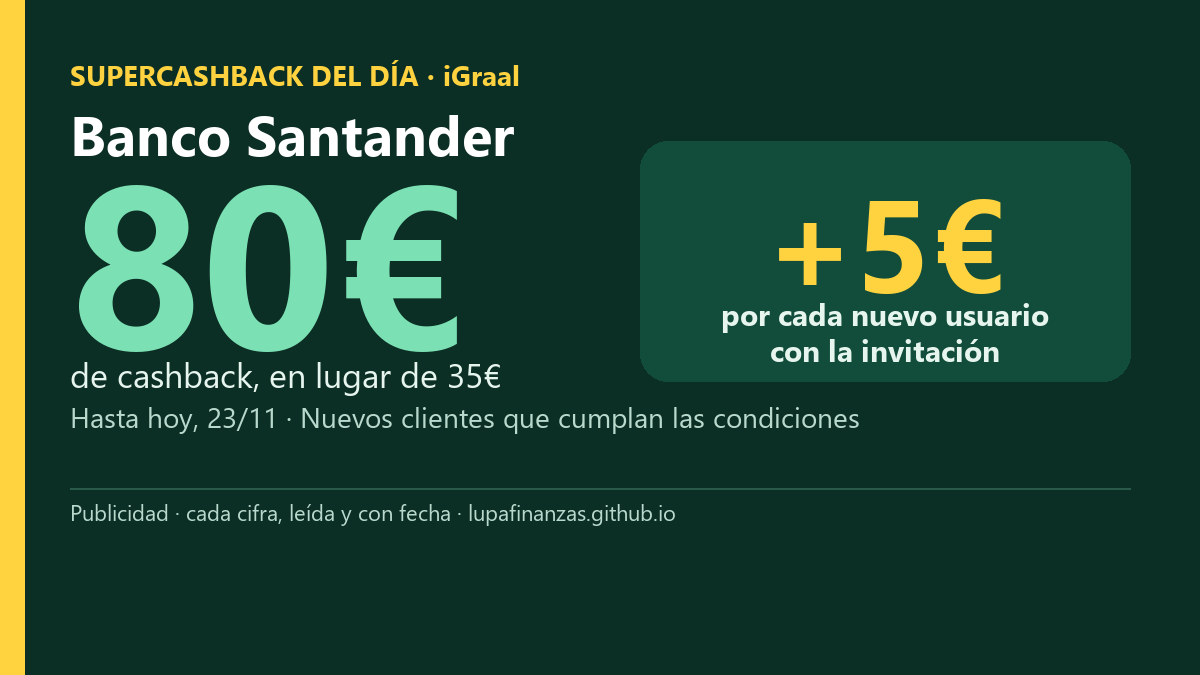 SUPERCASHBACK DEL DÍA · iGraal
Banco Santander
80€
de cashback, en lugar de 35€
Hasta hoy, 23/11 · Nuevos clientes que cumplan las condiciones
+5€
por cada nuevo usuario
con la invitación
Publicidad · cada cifra, leída y con fecha · lupafinanzas.github.io